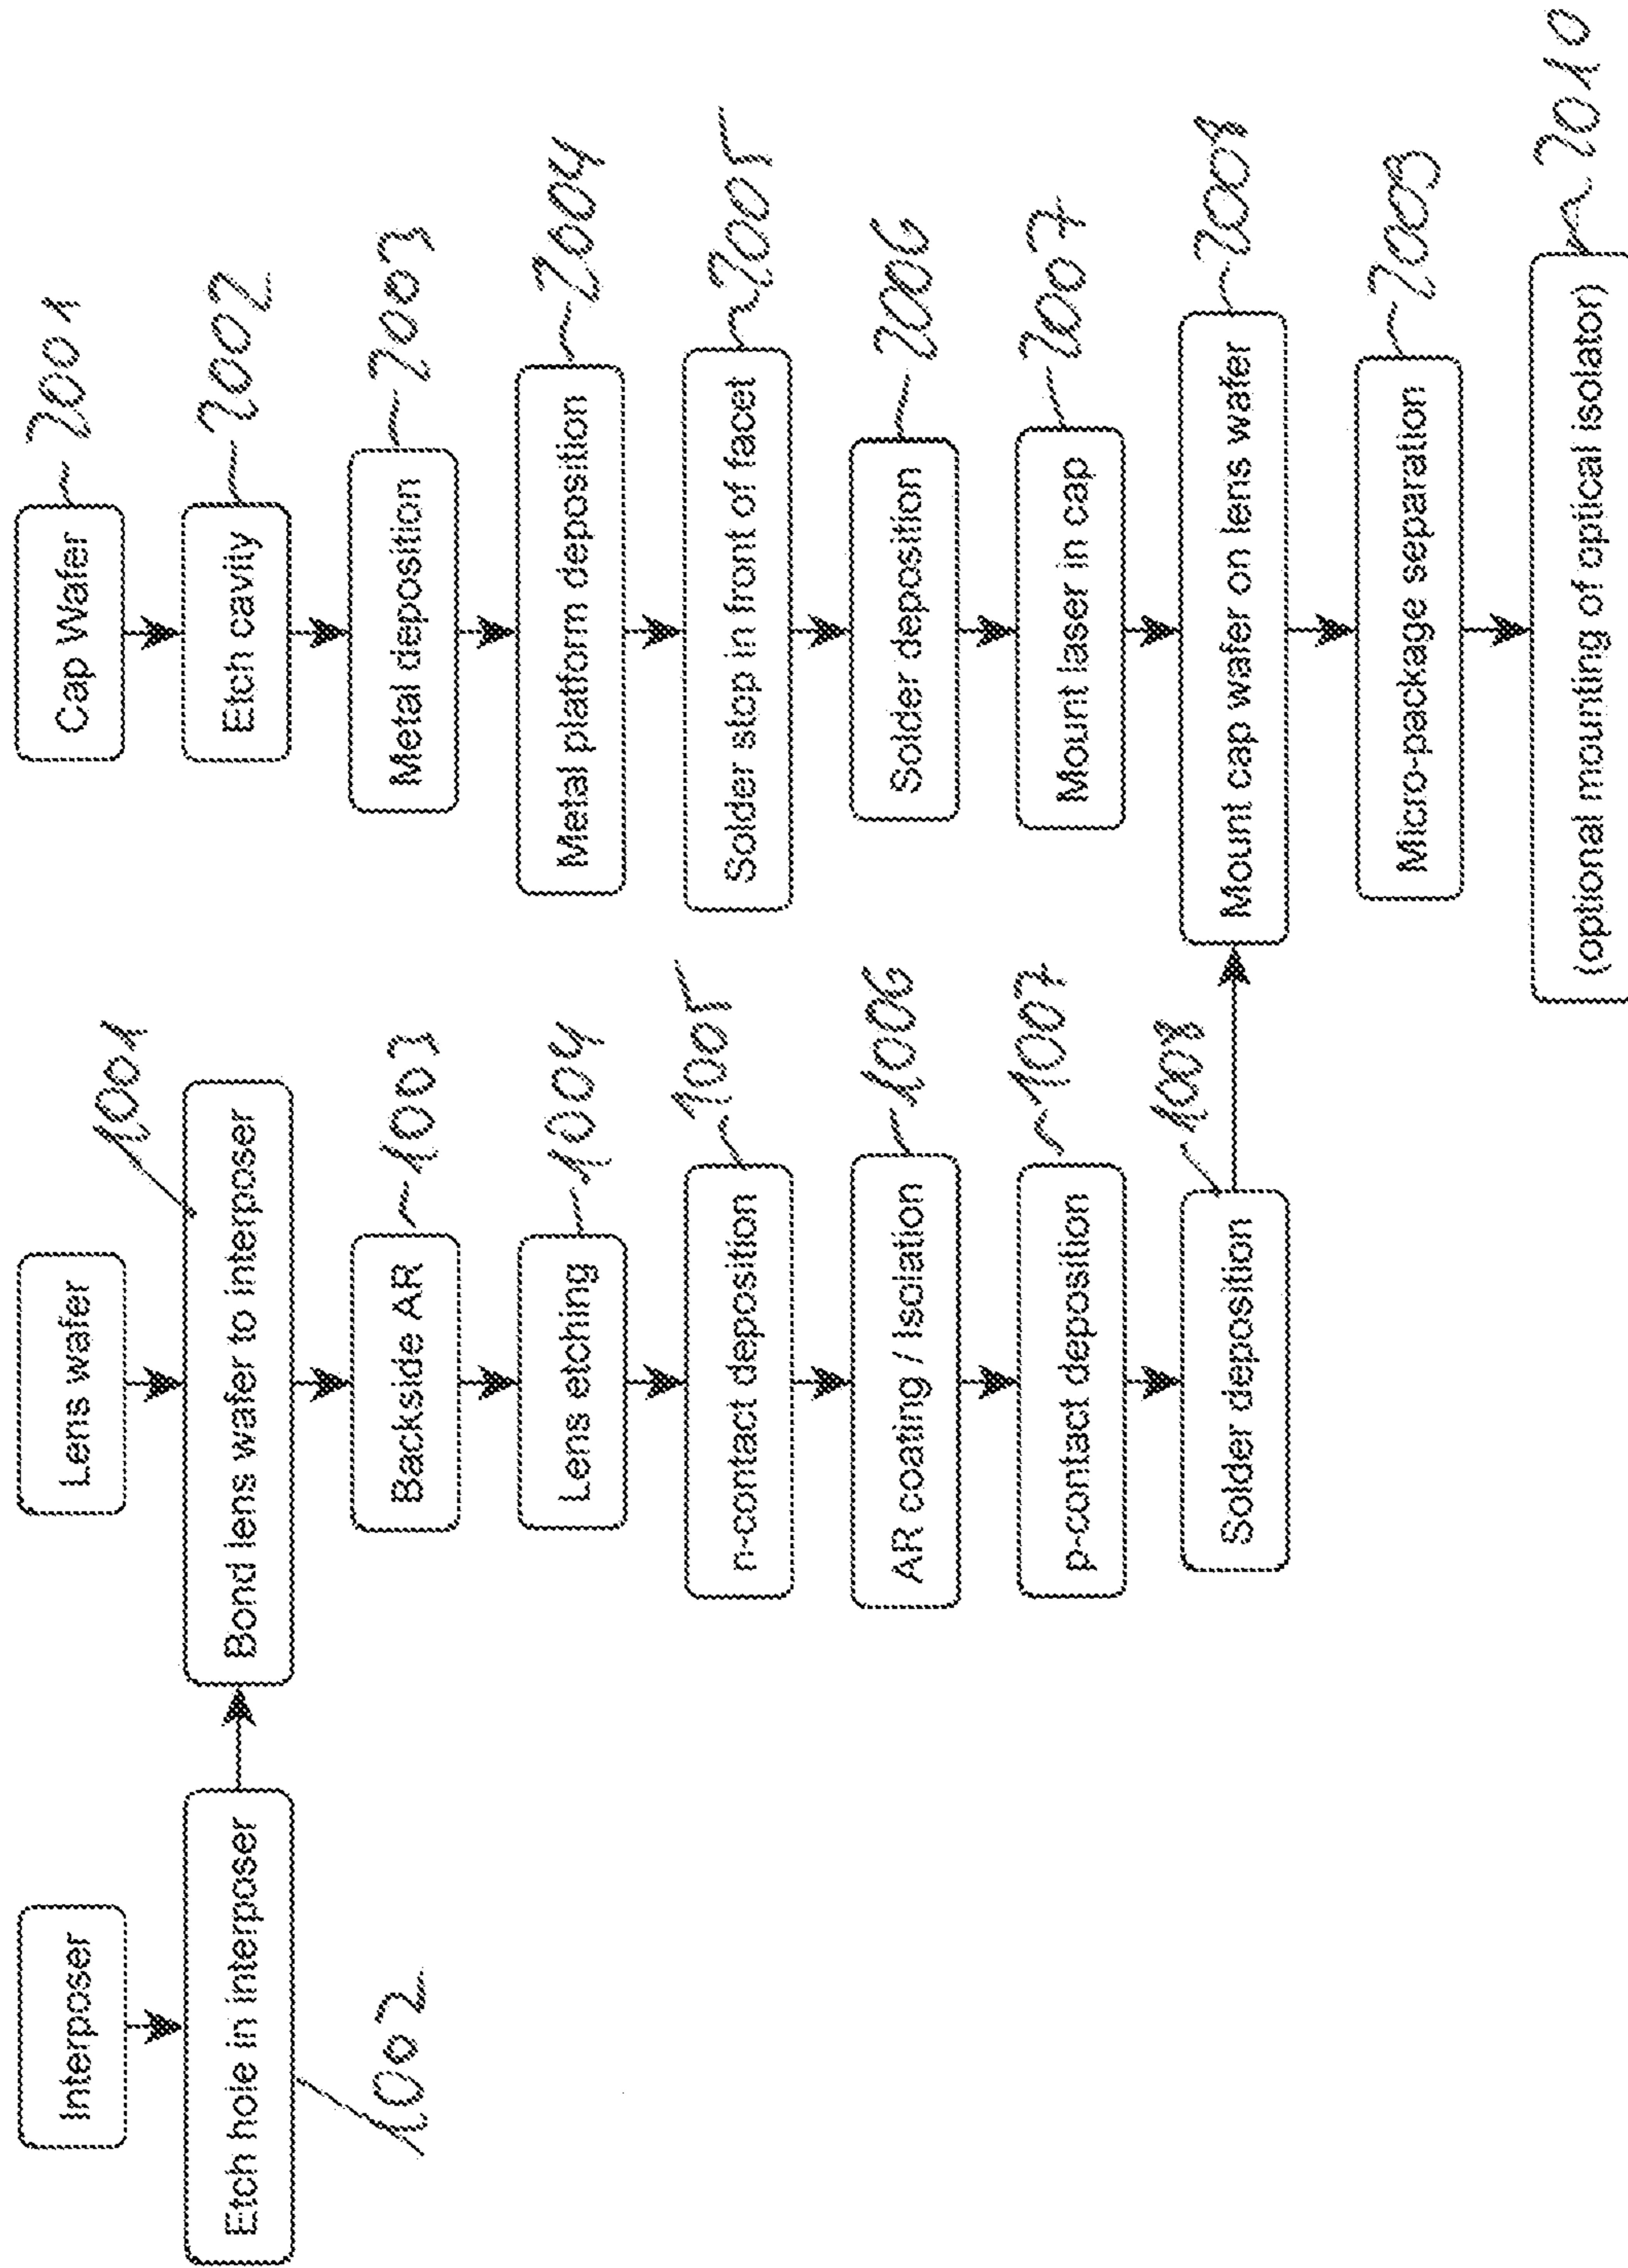 Interposer
Etch hole in interposer
1002
Lens wafer
Bond lens wafer to interposer
1001
Backside AR
1003
Lens etching
1004
n-contact deposition
1005
AR coating / Isolation
1006
p-contact deposition
1007
Solder deposition
1008
Cap Wafer
2001
Etch cavity
2002
Metal deposition
2003
Metal platform deposition
2004
Solder stop in front of facet
2005
Solder deposition
2006
Mount laser in cap
2007
Mount cap wafer on lens wafer
2008
Micro-package separation
2009
(optional mounting of optical isolator)
2010